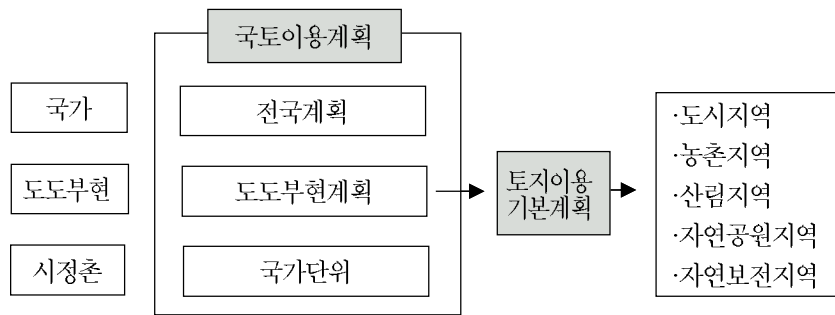 국토이용계획
국가
전국계획
도도부현
도도부현계획
시정촌
국가단위
토지이용
기본계획
·도시지역
·농촌지역
·산림지역
·자연공원지역
·자연보전지역